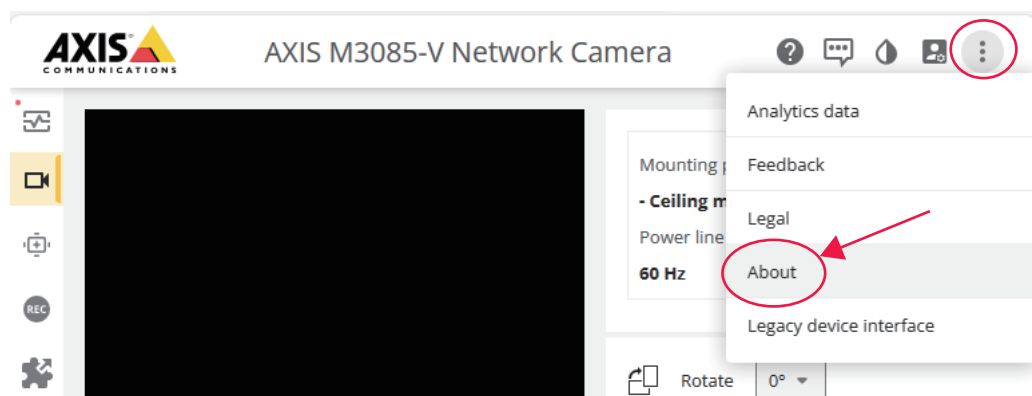 AXIS
COMMUNICATIONS
AXIS M3085-V Network Camera
Analytics data
Feedback
Legal
About
Legacy device interface
Mounting
- Ceiling
Power line
60 Hz
REC
Rotate
0°